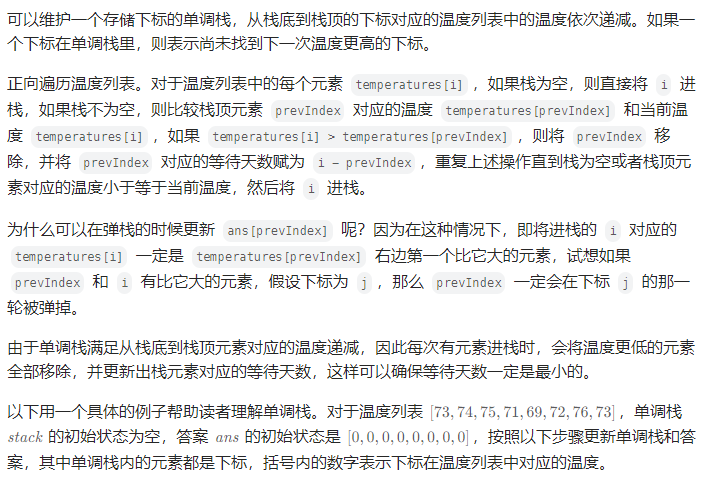 可以维护一个存储下标的单调栈，从栈底到栈顶的下标对应的温度列表中的温度依次递减。如果一
个下标在单调栈里，则表示尚未找到下一次温度更高的下标。
正向遍历温度列表。对于温度列表中的每个元素 temperatures[i] ，如果栈为空，则直接将 i 进
栈，如果栈不为空，则比较栈顶元素 prevIndex 对应的温度 temperatures[prevIndex] 和当前温
度 temperatures[i] ，如果 temperatures[i] > temperatures[prevIndex] ，则将 prevIndex 移
除，并将 prevIndex 对应的等待天数赋为 i - prevIndex ，重复上述操作直到栈为空或者栈顶元
素对应的温度小于等于当前温度，然后将 i 进栈。
为什么可以在弹栈的时候更新 ans[prevIndex] 呢？因为在这种情况下，即将进栈的 i 对应的
temperatures[i] 一定是 temperatures[prevIndex] 右边第一个比它大的元素，试想如果
prevIndex 和 i 有比它大的元素，假设下标为 j ，那么 prevIndex 一定会在下标 j 的那一
轮被弹掉。
由于单调栈满足从栈底到栈顶元素对应的温度递减，因此每次有元素进栈时，会将温度更低的元素
全部移除，并更新出栈元素对应的等待天数，这样可以确保等待天数一定是最小的。
以下用一个具体的例子帮助读者理解单调栈。对于温度列表 [73,74,75,71,69,72,76,73]，单调栈
stack 的初始状态为空，答案 ans 的初始状态是 [0,0,0,0,0,0,0,0]，按照以下步骤更新单调栈和答
案，其中单调栈内的元素都是下标，括号内的数字表示下标在温度列表中对应的温度。